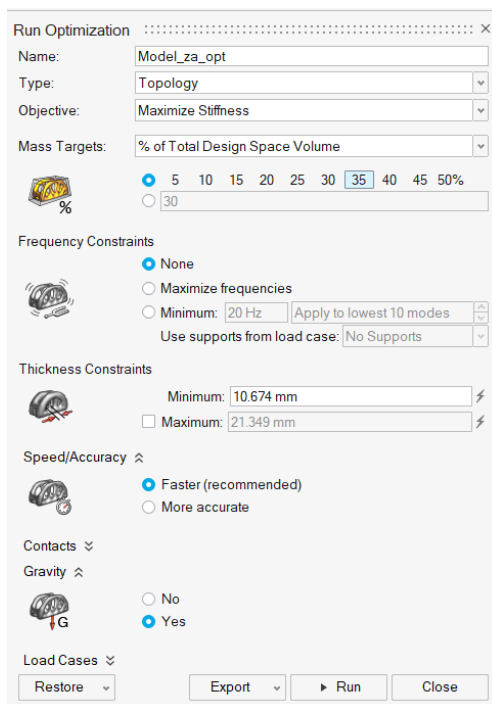 Run Optimization
Name: Model_za_opt
Type: Topology
Objective: Maximize Stiffness
Mass Targets: % of Total Design Space Volume
5 10 15 20 25 30 35 40 45 50%
%
30
Frequency Constraints
None
Maximize frequencies
Minimum: 20 Hz Apply to lowest 10 modes
Use supports from load case: No Supports
Thickness Constraints
Minimum: 10.674 mm
Maximum: 21.349 mm
Speed/Accuracy
Faster (recommended)
More accurate
Contacts
Gravity
No
G
Yes
Load Cases
Restore Export Run Close